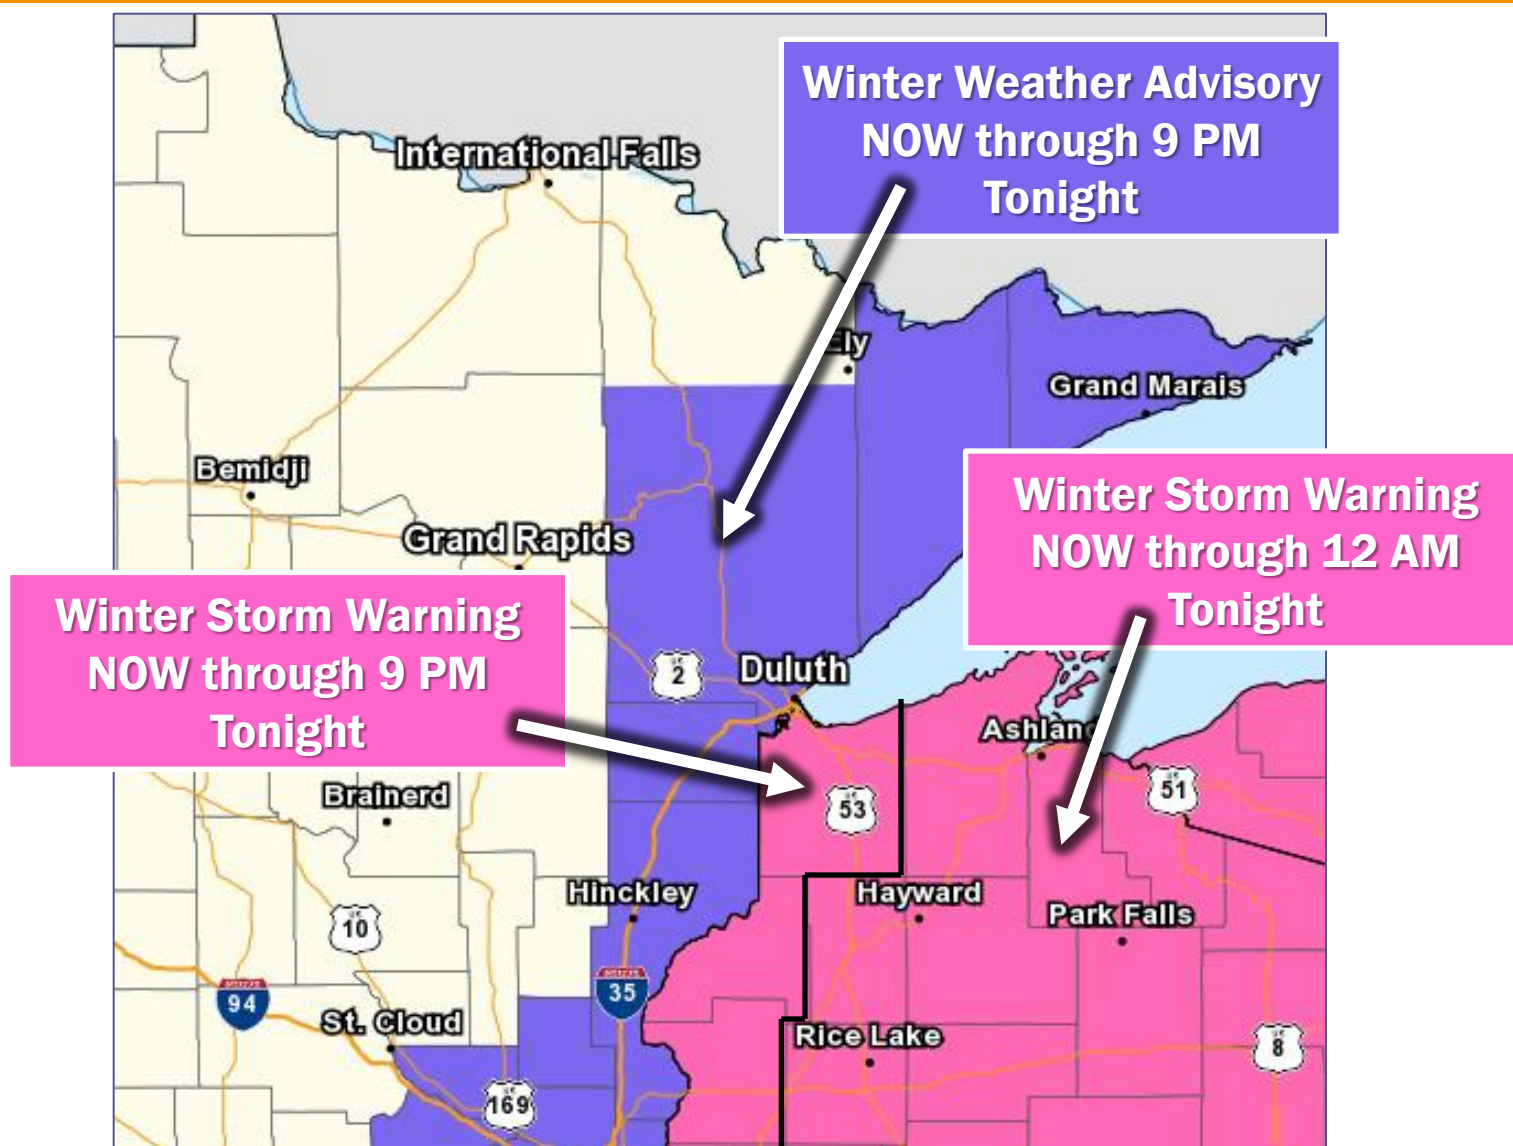 Winter Weather Advisory
NOW through 9 PM
Tonight
International Falls
Ely
Grand Marais
Bemidji
Winter Storm Warning
NOW through 12 AM
Tonight
Grand Rapids
Winter Storm Warning
NOW through 9 PM
Tonight
2
Duluth
Ashland
51
53
Brainerd
Hinckley
Hayward
Park Falls
10
94
35
St. Cloud
Rice Lake
8
169